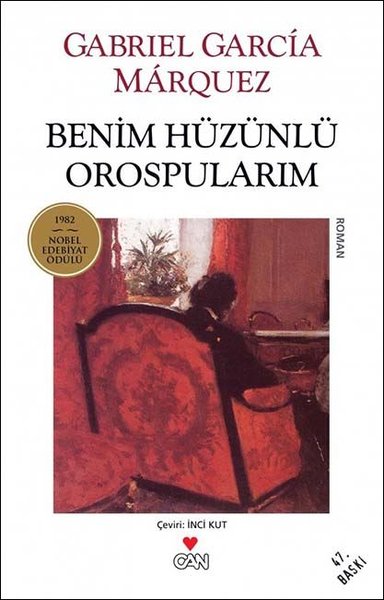 GABRIEL GARCÍA
MÁRQUEZ
BENİM HÜZÜNLÜ
OROSPULARIM
1982
NOBEL
EDEBİYAT
ÖDÜLÜ
ROMAN
Çeviri: İNCİ KUT
CAN
47.
BASKI